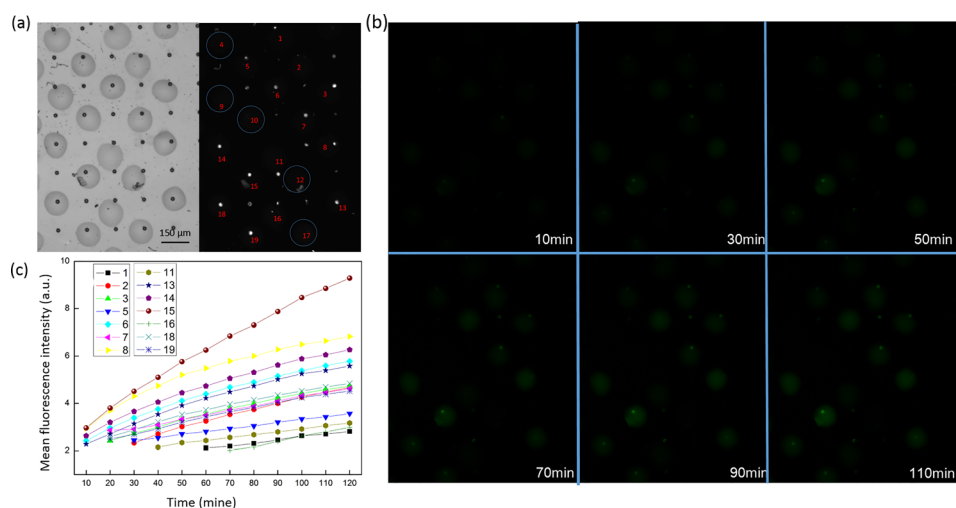 (a)
4
1
5
2
9
6
3
10
7
14
8
11
15
12
18
16
13
19
17
150 µm
(b)
10min
30min
50min
70min
90min
110min
(c)
Mean fluorescence intensity (a.u.)
10
8
6
4
2
1
2
3
5
6
7
8
11
13
14
16
18
19
10 20 30 40 50 60 70 80 90 100 110 120
Time (mine)